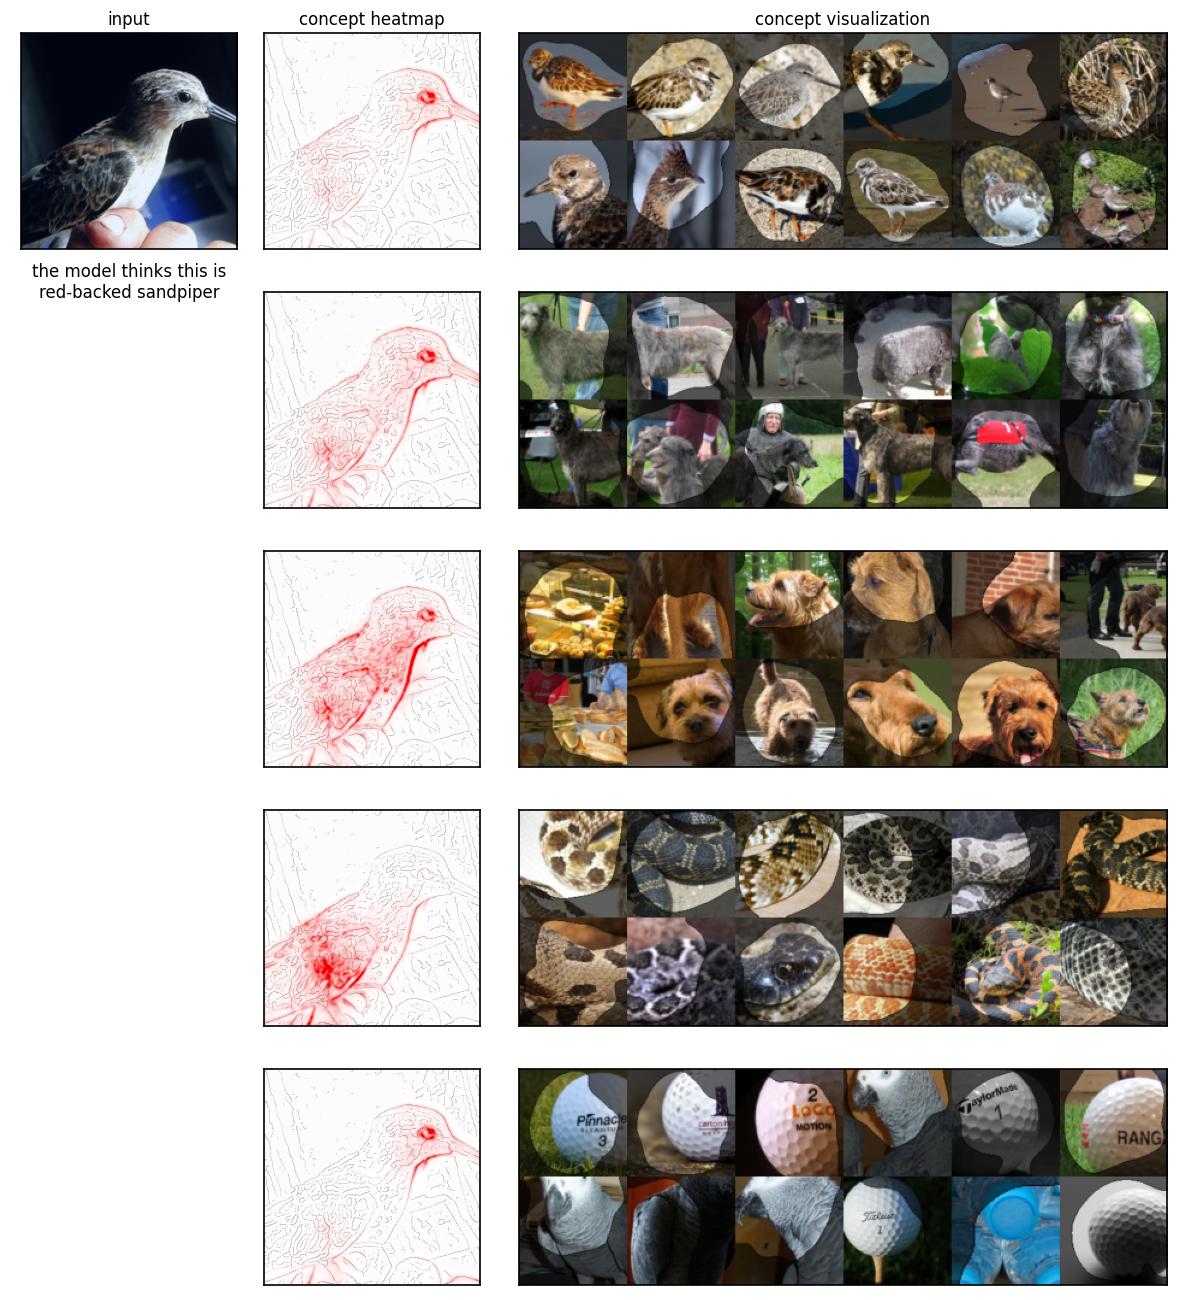 input
concept heatmap
concept visualization
the model thinks this is
red-backed sandpiper
Pinnacle
TITANIUM
3
2
LoCo
MOTION
TaylorMade
1
RANG
Titleist
1